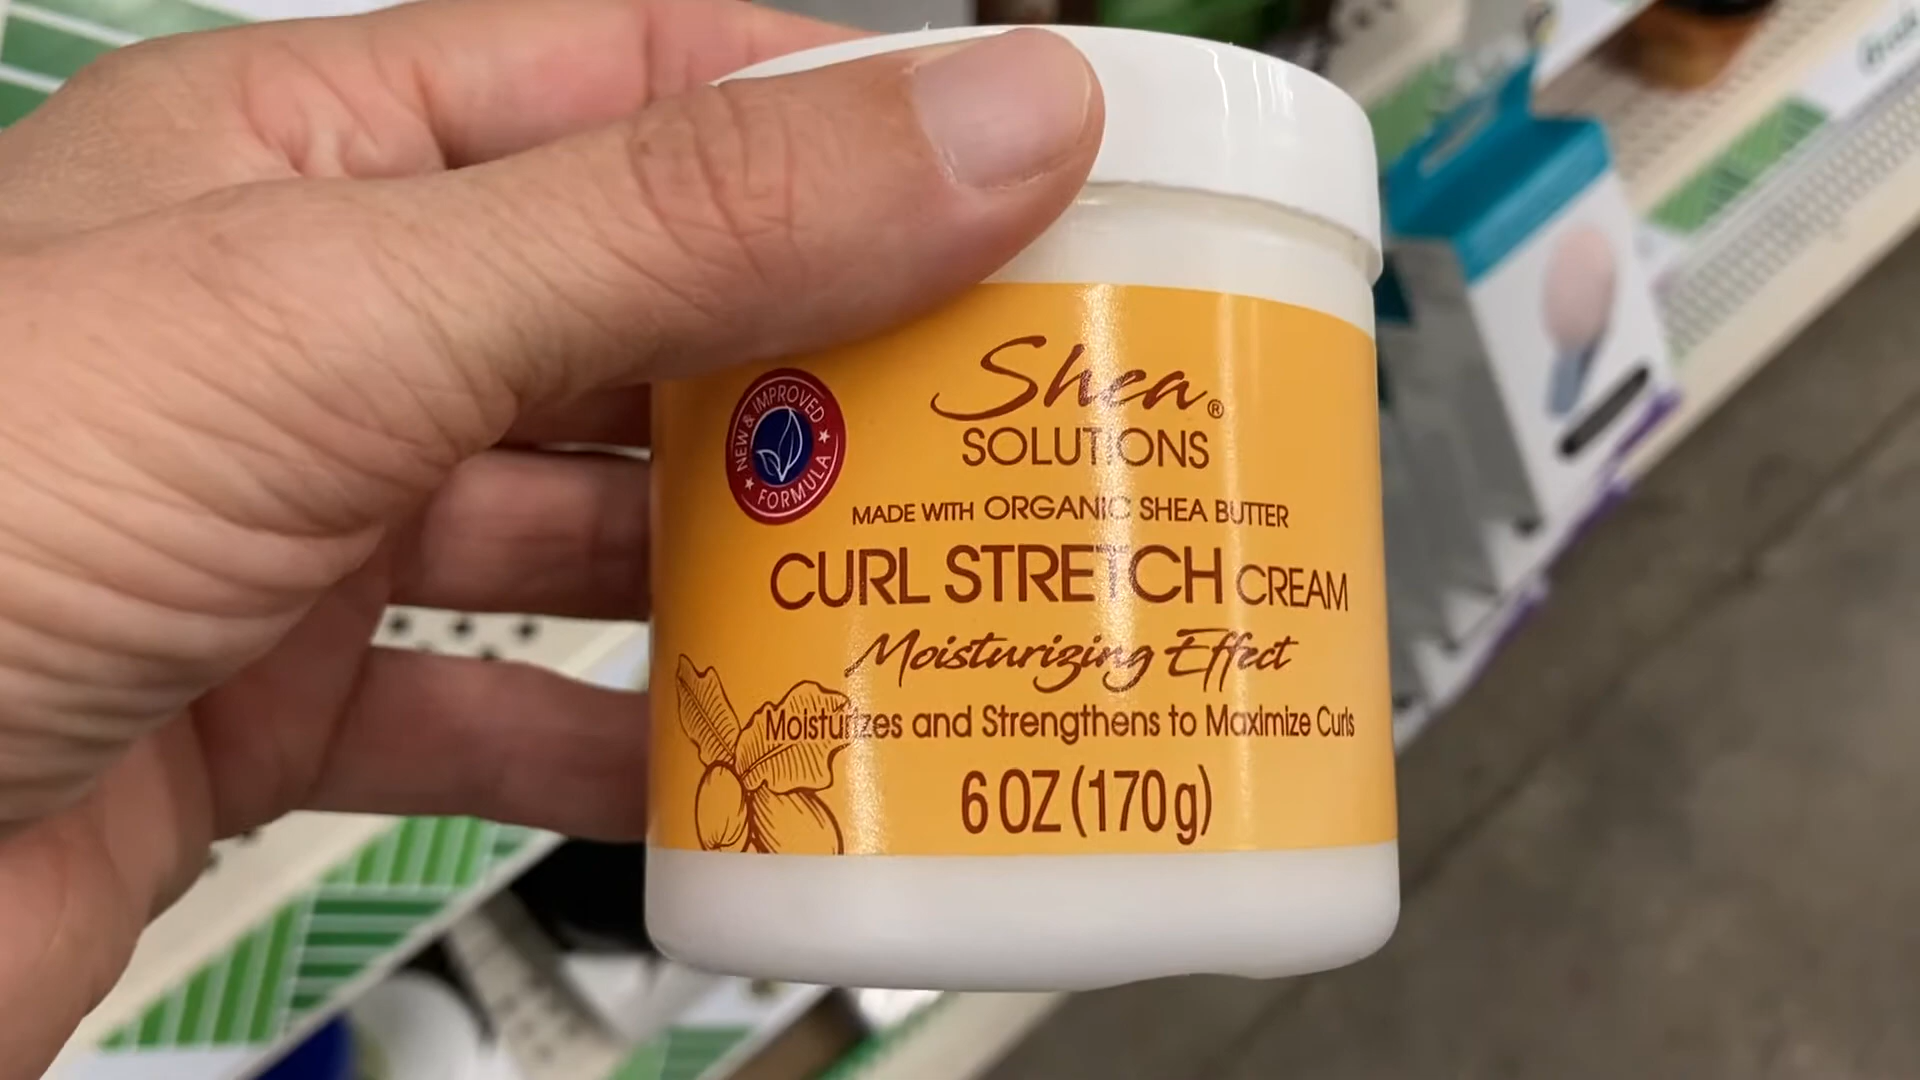 Shea®
SOLUTIONS
NEW & IMPROVED
FORMULA
MADE WITH ORGANIC SHEA BUTTER
CURL STRETCH CREAM
Moisturizing Effect
Moisturizes and Strengthens to Maximize Curls
6 OZ (170g)